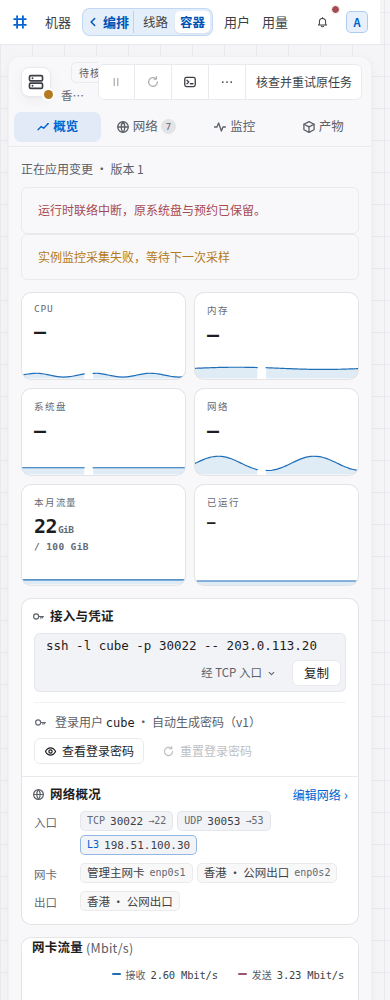 机器 编排 线路 容器 用户 用量 A
待核
香…
核查并重试原任务
概览 网络 7 监控 产物
正在应用变更 · 版本 1
运行时联络中断，原系统盘与预约已保留。
实例监控采集失败，等待下一次采样
CPU 内存
— —
系统盘 网络
— —
本月流量 已运行
22 GiB —
/ 100 GiB
接入与凭证
ssh -l cube -p 30022 -- 203.0.113.20
经 TCP 入口 复制
登录用户 cube · 自动生成密码（v1）
查看登录密码 重置登录密码
网络概况 编辑网络 ›
入口 TCP 30022 →22 UDP 30053 →53
L3 198.51.100.30
网卡 管理主网卡 enp0s1 香港 · 公网出口 enp0s2
出口 香港 · 公网出口
网卡流量 (Mbit/s)
接收 2.60 Mbit/s 发送 3.23 Mbit/s